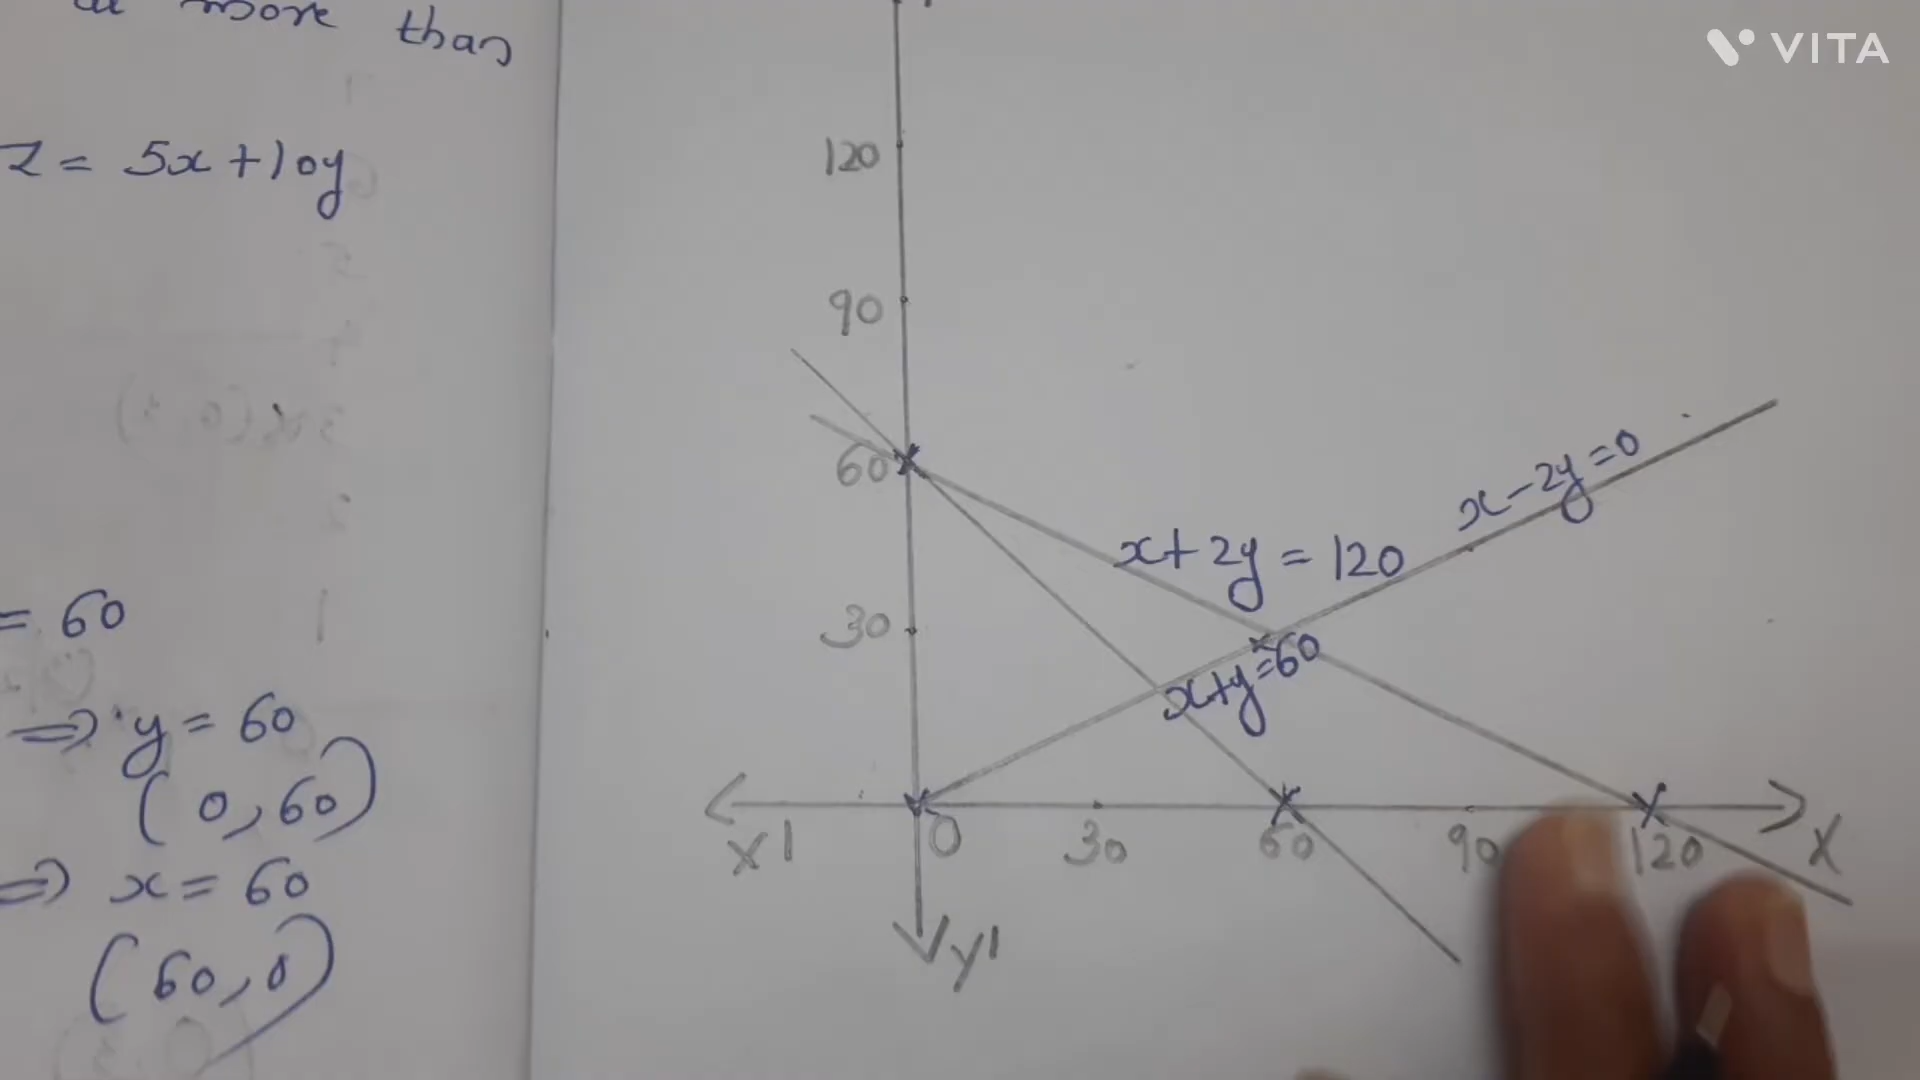 more than
Z = 5x + 10y
= 60
⇒ y = 60
(0, 60)
⇒ x = 60
(60, 0)
120
90
60
30
x + 2y = 120
x - 2y = 0
x + y = 60
X'
0
30
60
90
120
X
Y'
VITA